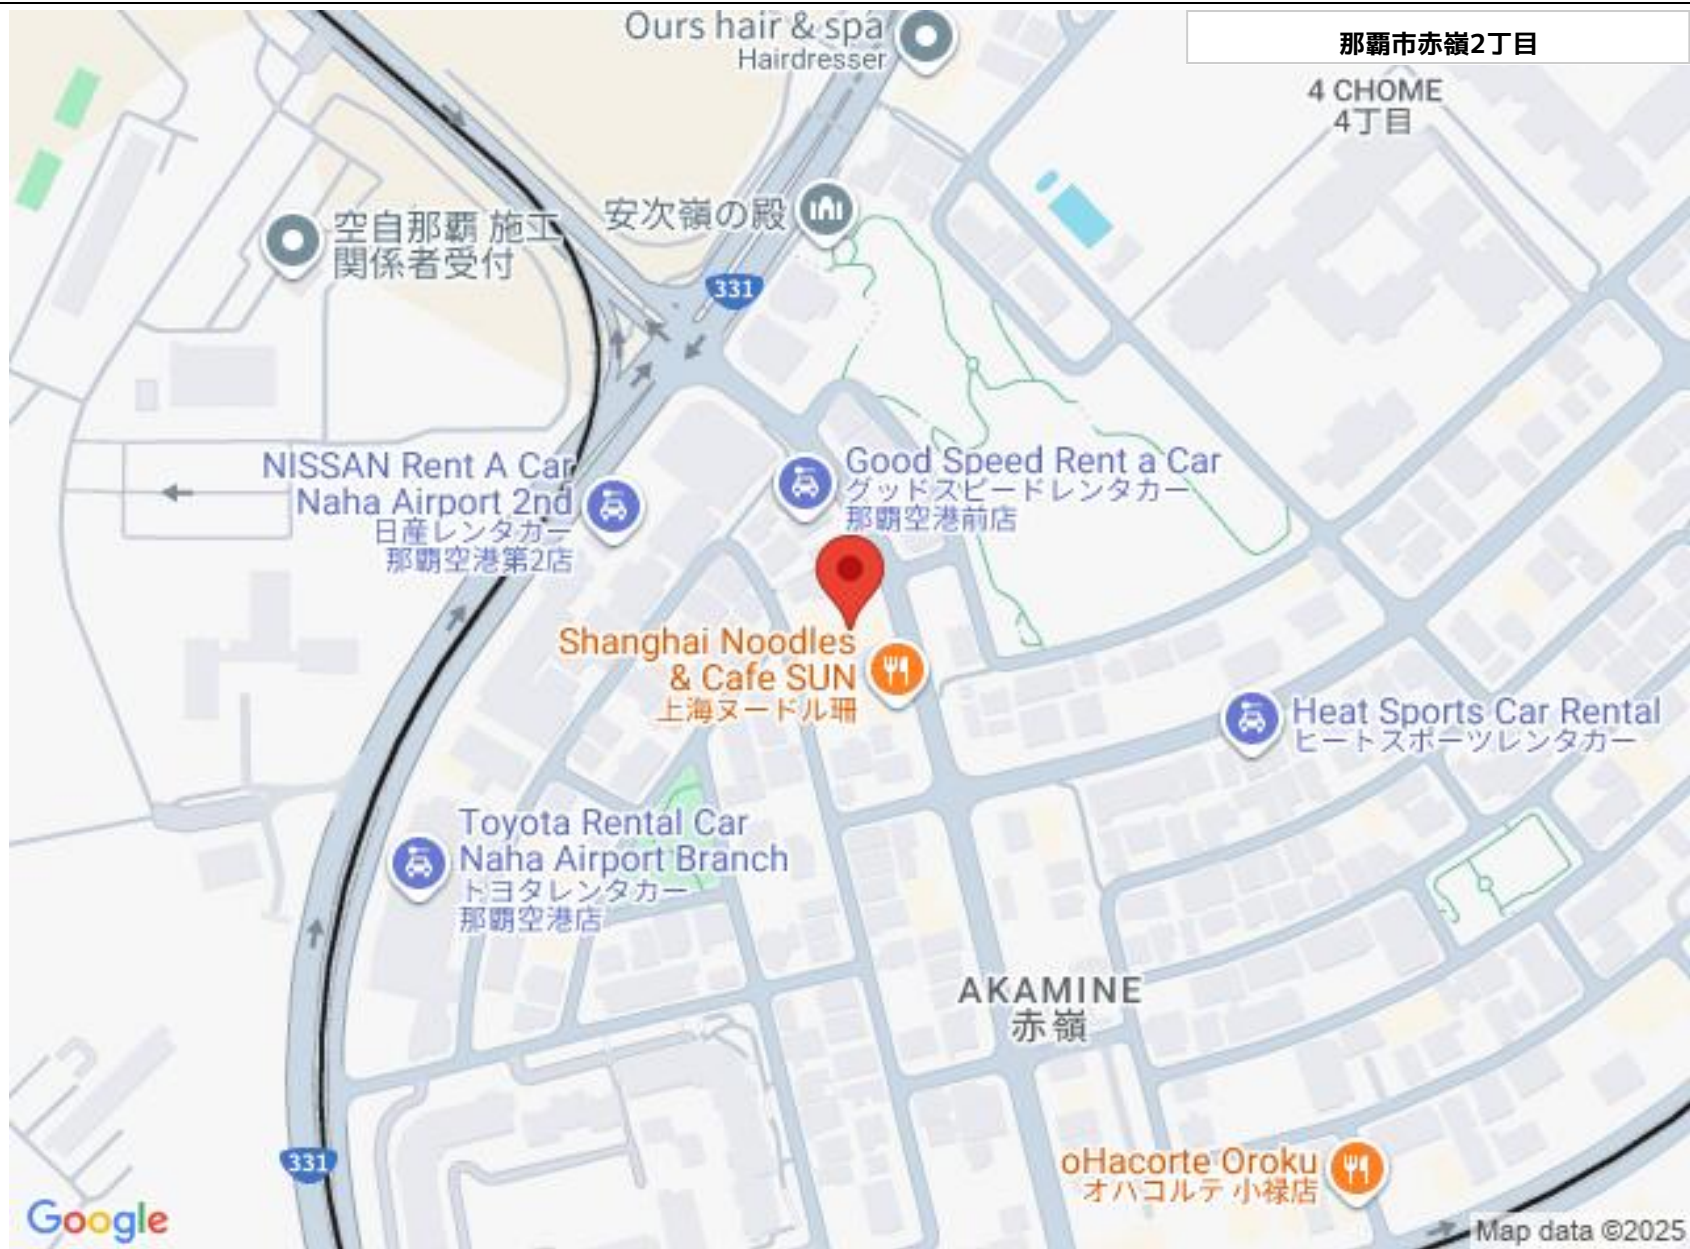 那覇市赤嶺2丁目
Ours hair & spa
Hairdresser
4 CHOME
4丁目
空自那覇 施工
関係者受付
安次嶺の殿
331
NISSAN Rent A Car
Naha Airport 2nd
日産レンタカー
那覇空港第2店
Good Speed Rent a Car
グッドスピードレンタカー
那覇空港前店
Shanghai Noodles
& Cafe SUN
上海ヌードル珊
Heat Sports Car Rental
ヒートスポーツレンタカー
Toyota Rental Car
Naha Airport Branch
トヨタレンタカー
那覇空港店
AKAMINE
赤嶺
331
oHacorte Oroku
オハコルテ 小禄店
Google
Map data ©2025